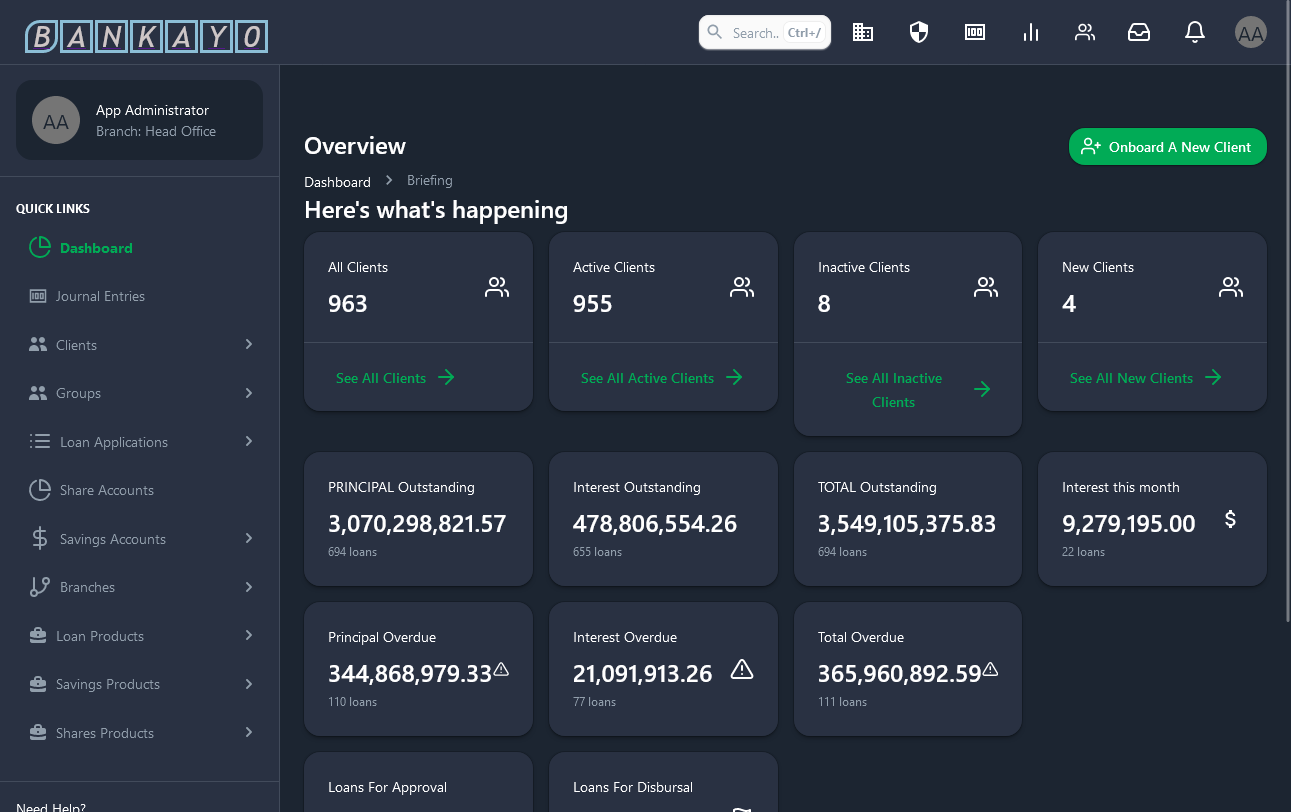 BANKAYO
Search.. Ctrl+/
AA
AA
App Administrator
Branch: Head Office
QUICK LINKS
Dashboard
Journal Entries
Clients
Groups
Loan Applications
Share Accounts
Savings Accounts
Branches
Loan Products
Savings Products
Shares Products
Need Help?
Overview
Onboard A New Client
Dashboard Briefing
Here's what's happening
All Clients
963
See All Clients
Active Clients
955
See All Active Clients
Inactive Clients
8
See All Inactive
Clients
New Clients
4
See All New Clients
PRINCIPAL Outstanding
3,070,298,821.57
694 loans
Interest Outstanding
478,806,554.26
655 loans
TOTAL Outstanding
3,549,105,375.83
694 loans
Interest this month
9,279,195.00
22 loans
Principal Overdue
344,868,979.33
110 loans
Interest Overdue
21,091,913.26
77 loans
Total Overdue
365,960,892.59
111 loans
Loans For Approval
Loans For Disbursal